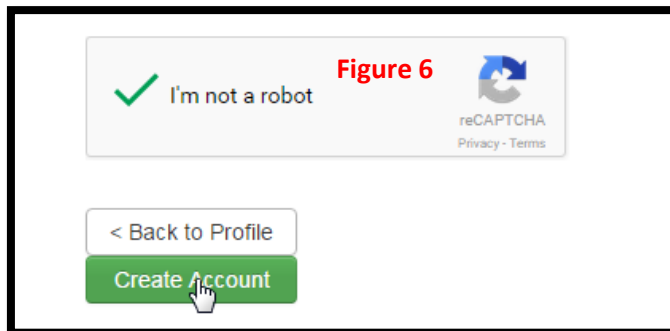 Figure 6
I'm not a robot
reCAPTCHA
Privacy - Terms
< Back to Profile
Create Account